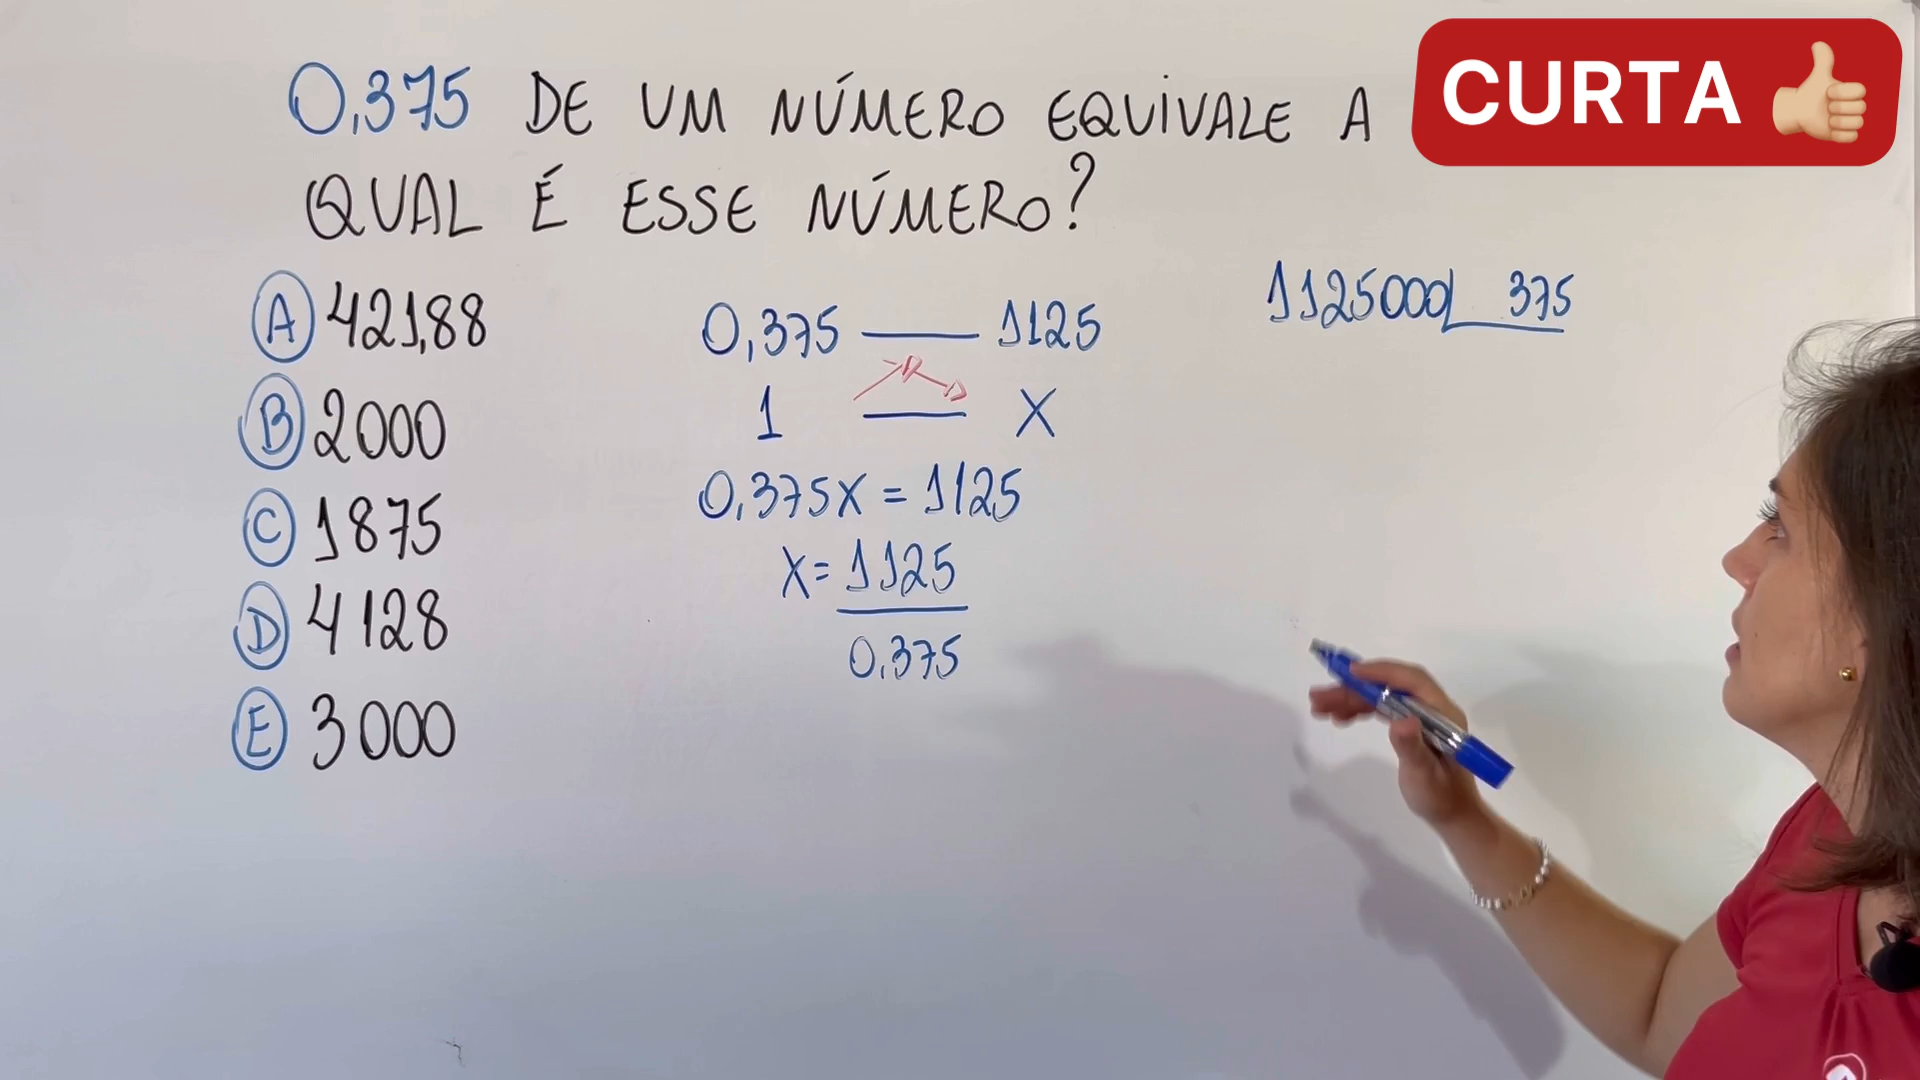 0,375 DE UM NÚMERO EQUIVALE A
CURTA
QUAL É ESSE NÚMERO?
A 421,88
B 2000
C 1875
D 4128
E 3000
0,375 1125
1 X
0,375X = 1125
X = 1125
0,375
1125000 375